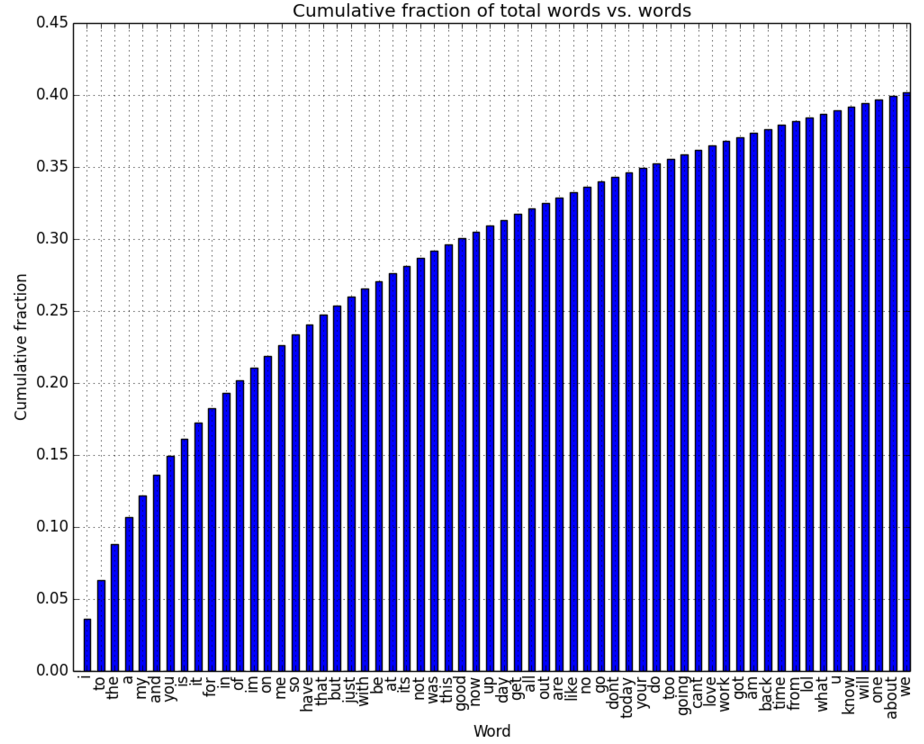 Cumulative fraction of total words vs. words
0.45
0.40
0.35
0.30
0.25
0.20
0.15
0.10
0.05
0.00
Cumulative fraction
i
to
the
a
my
and
you
is
it
for
in
of
im
on
me
so
have
that
but
just
with
be
at
its
not
was
this
good
now
up
day
get
all
out
are
like
no
go
dont
today
your
do
too
going
cant
love
work
got
am
back
time
from
lol
what
u
know
will
one
about
we
Word